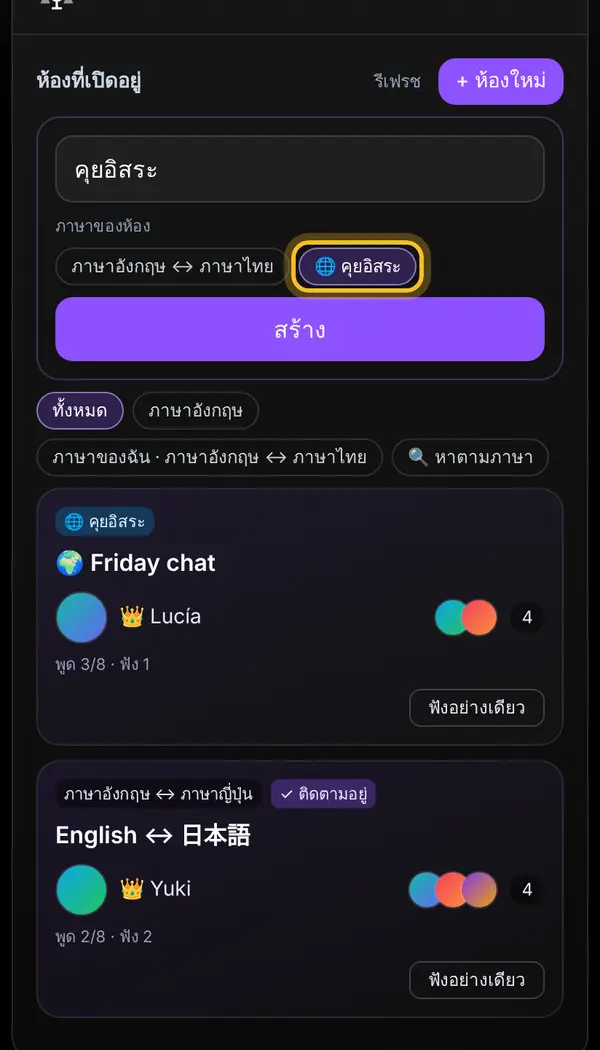 ห้องที่เปิดอยู่ รีเฟรช + ห้องใหม่
คุยอิสระ
ภาษาของห้อง
ภาษาอังกฤษ ↔ ภาษาไทย 🌐 คุยอิสระ
สร้าง
ทั้งหมด ภาษาอังกฤษ
ภาษาของฉัน · ภาษาอังกฤษ ↔ ภาษาไทย 🔍 หาตามภาษา
🌐 คุยอิสระ
🌍 Friday chat
👑 Lucía 4
พูด 3/8 · ฟัง 1
ฟังอย่างเดียว
ภาษาอังกฤษ ↔ ภาษาญี่ปุ่น ✓ ติดตามอยู่
English ↔ 日本語
👑 Yuki 4
พูด 2/8 · ฟัง 2
ฟังอย่างเดียว